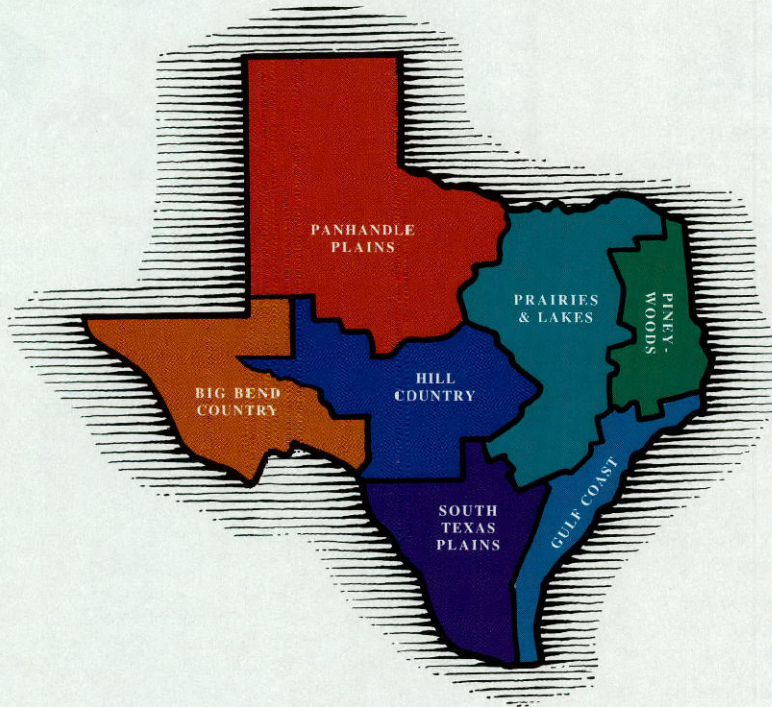 PANHANDLE
PLAINS
PRAIRIES
& LAKES
PINEY-
WOODS
BIG BEND
COUNTRY
HILL
COUNTRY
SOUTH
TEXAS
PLAINS
GULF COAST